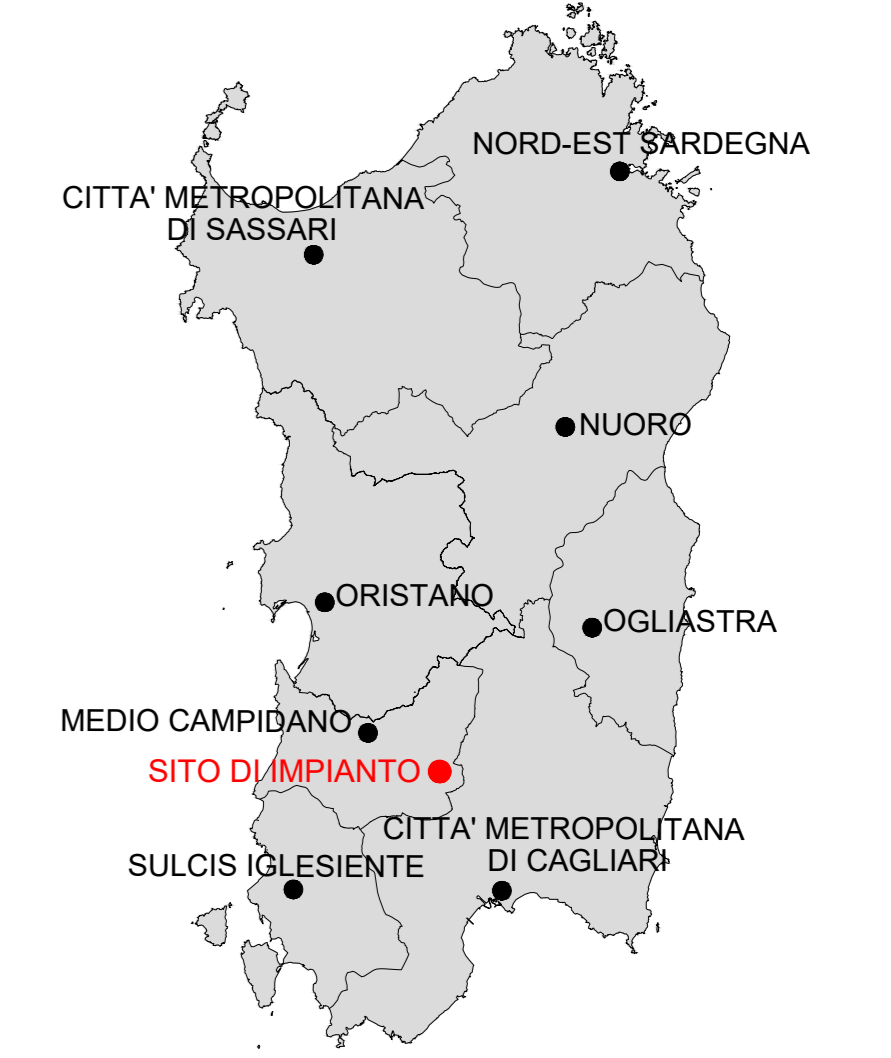 NORD-EST SARDEGNA
CITTA' METROPOLITANA
DI SASSARI
NUORO
ORISTANO
OGLIASTRA
MEDIO CAMPIDANO
SITO DI IMPIANTO
CITTA' METROPOLITANA
DI CAGLIARI
SULCIS IGLESIENTE